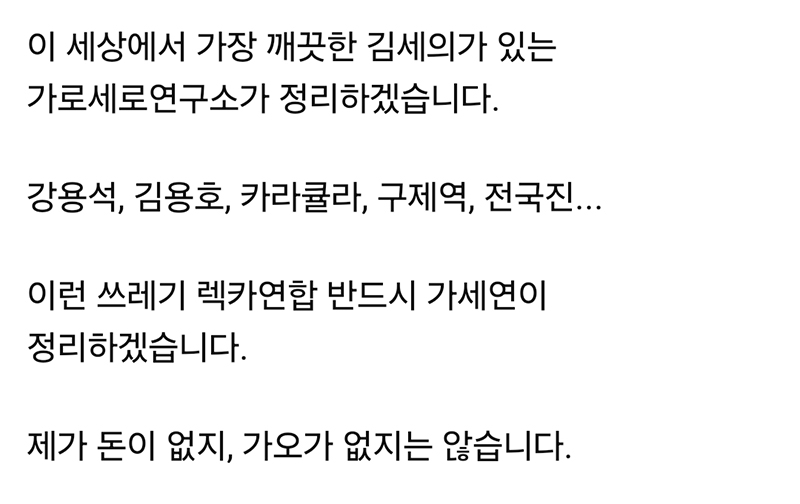 이 세상에서 가장 깨끗한 김세의가 있는
가로세로연구소가 정리하겠습니다.
강용석, 김용호, 카라큘라, 구제역, 전국진...
이런 쓰레기 렉카연합 반드시 가세연이
정리하겠습니다.
제가 돈이 없지, 가오가 없지는 않습니다.